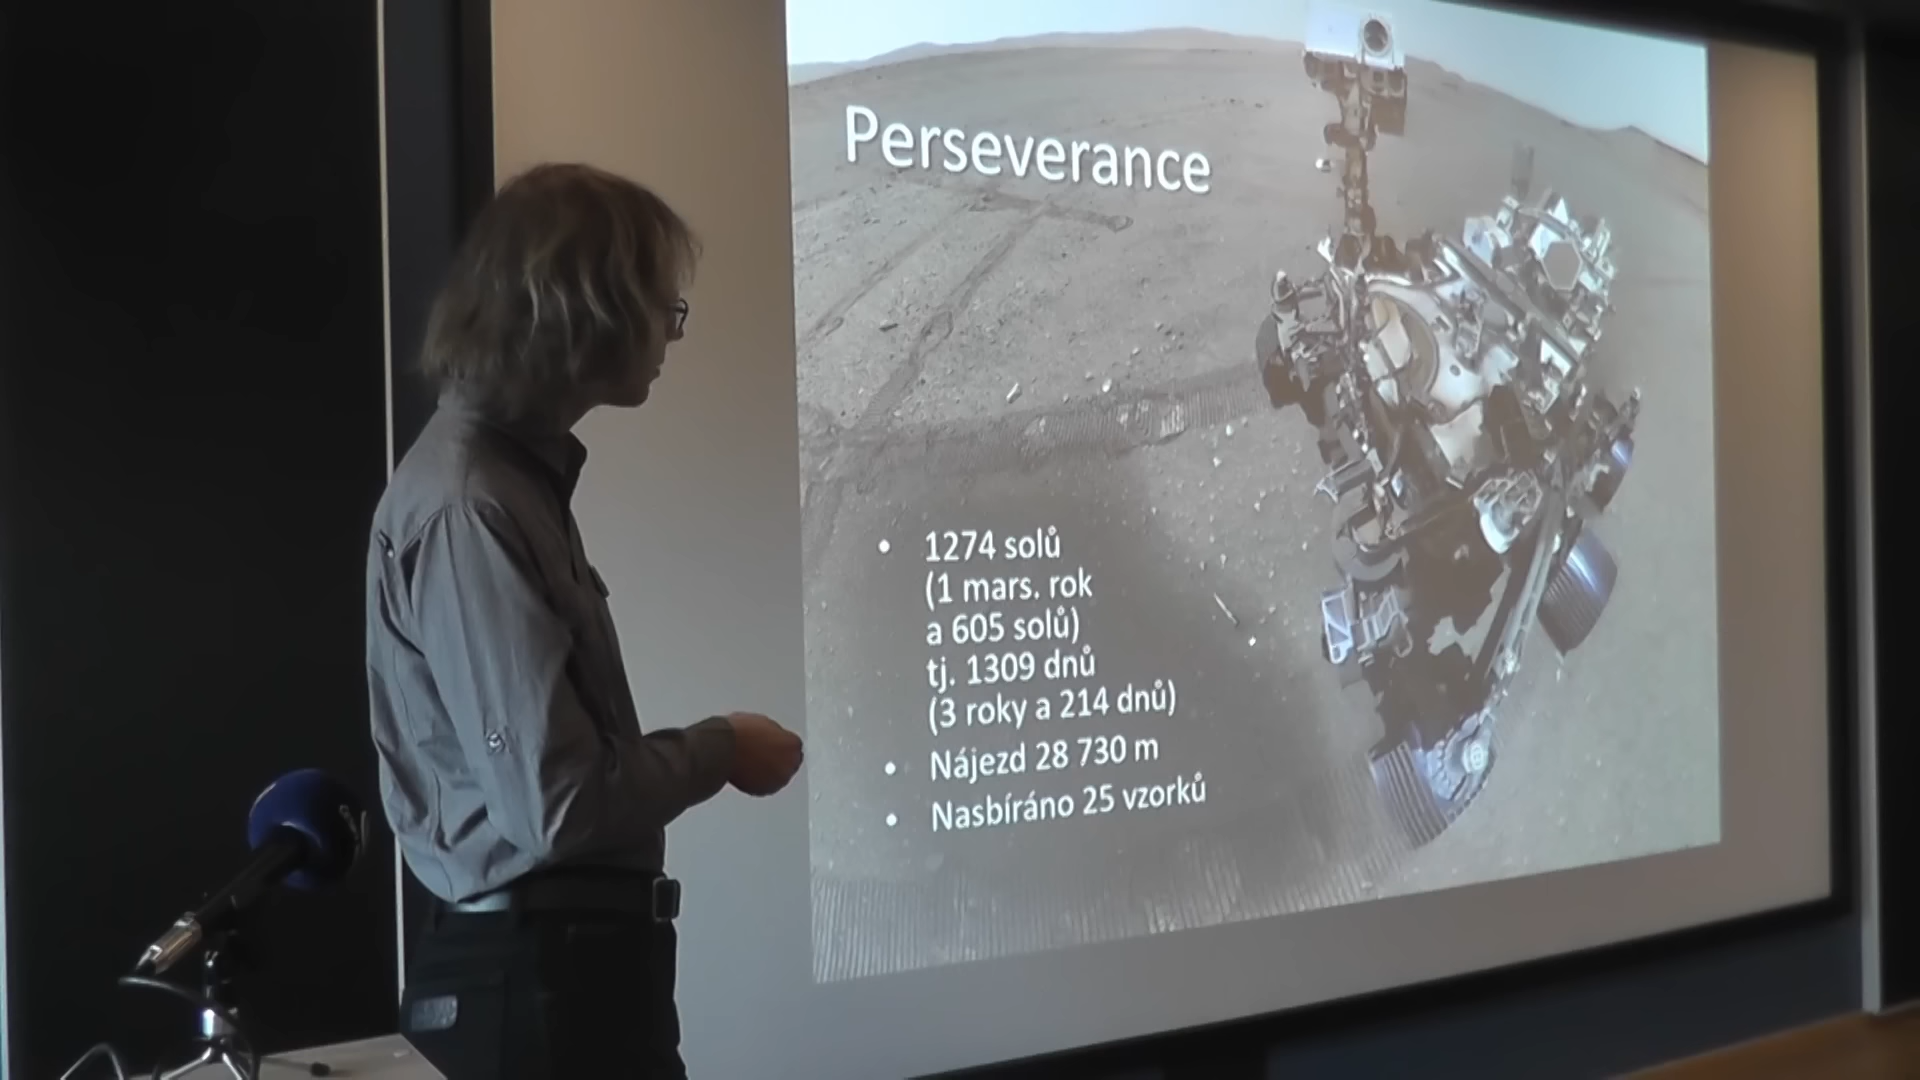 Perseverance
• 1274 solů
(1 mars. rok
a 605 solů)
tj. 1309 dnů
(3 roky a 214 dnů)
• Nájezd 28 730 m
• Nasbíráno 25 vzorků